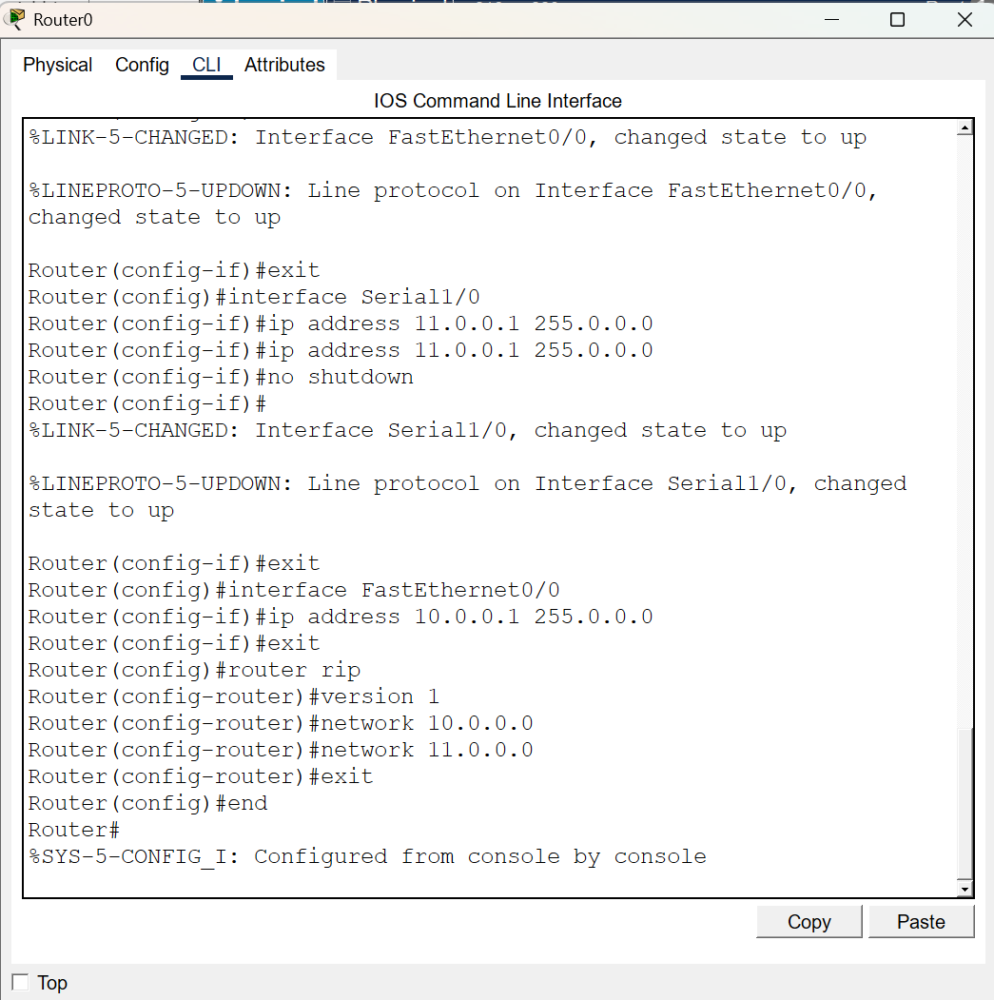 Router0
Physical Config CLI Attributes
IOS Command Line Interface
%LINK-5-CHANGED: Interface FastEthernet0/0, changed state to up
%LINEPROTO-5-UPDOWN: Line protocol on Interface FastEthernet0/0,
changed state to up
Router(config-if)#exit
Router(config)#interface Serial1/0
Router(config-if)#ip address 11.0.0.1 255.0.0.0
Router(config-if)#ip address 11.0.0.1 255.0.0.0
Router(config-if)#no shutdown
Router(config-if)#
%LINK-5-CHANGED: Interface Serial1/0, changed state to up
%LINEPROTO-5-UPDOWN: Line protocol on Interface Serial1/0, changed
state to up
Router(config-if)#exit
Router(config)#interface FastEthernet0/0
Router(config-if)#ip address 10.0.0.1 255.0.0.0
Router(config-if)#exit
Router(config)#router rip
Router(config-router)#version 1
Router(config-router)#network 10.0.0.0
Router(config-router)#network 11.0.0.0
Router(config-router)#exit
Router(config)#end
Router#
%SYS-5-CONFIG_I: Configured from console by console
Copy Paste
Top